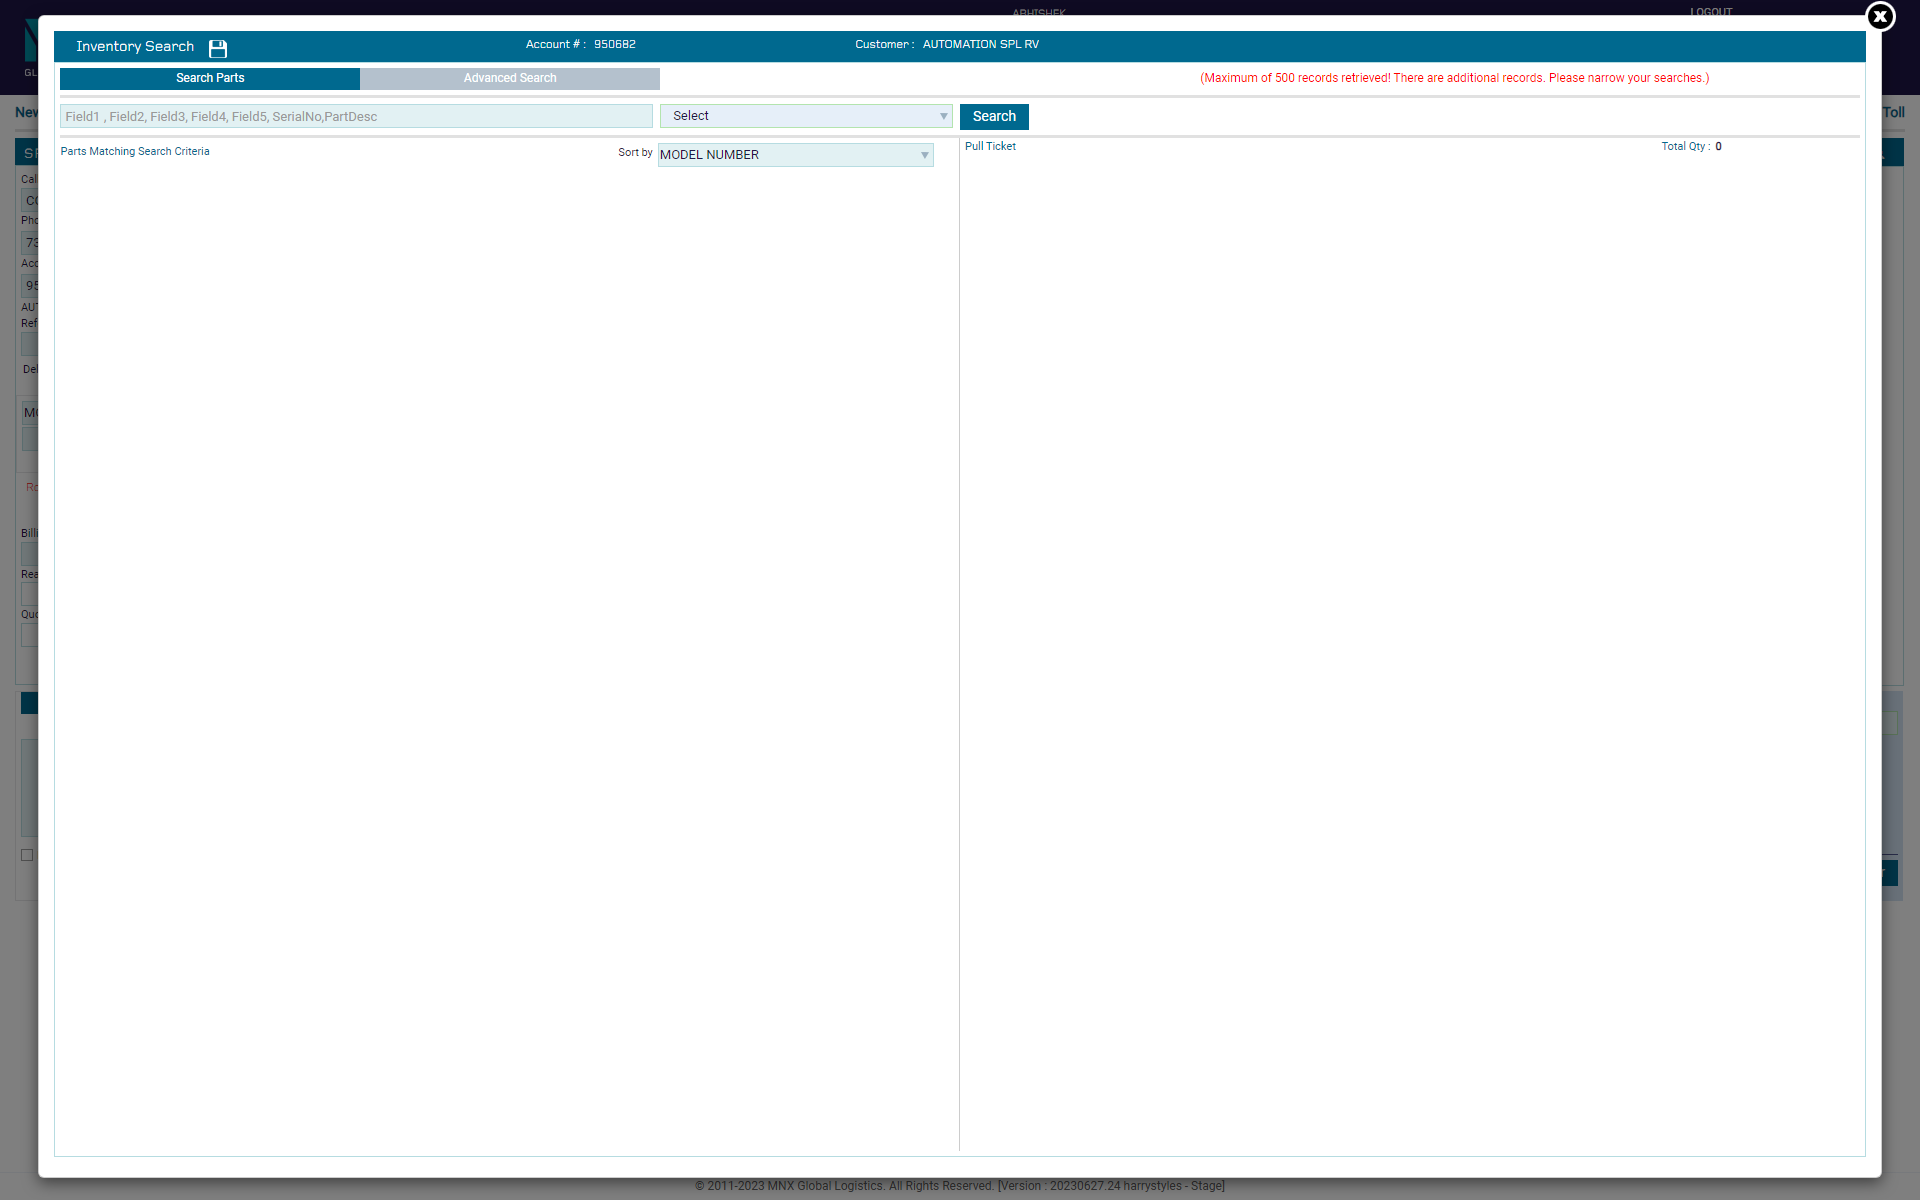 ABHISHEK
LOGOUT
Inventory Search
Account # : 950682
Customer : AUTOMATION SPL RV
Search Parts
Advanced Search
(Maximum of 500 records retrieved! There are additional records. Please narrow your searches.)
Toll
Field1 , Field2, Field3, Field4, Field5, SerialNo,PartDesc
Select
Search
Parts Matching Search Criteria
Sort by
MODEL NUMBER
Pull Ticket
Total Qty : 0
© 2011-2023 MNX Global Logistics. All Rights Reserved. [Version : 20230627.24 harrystyles - Stage]